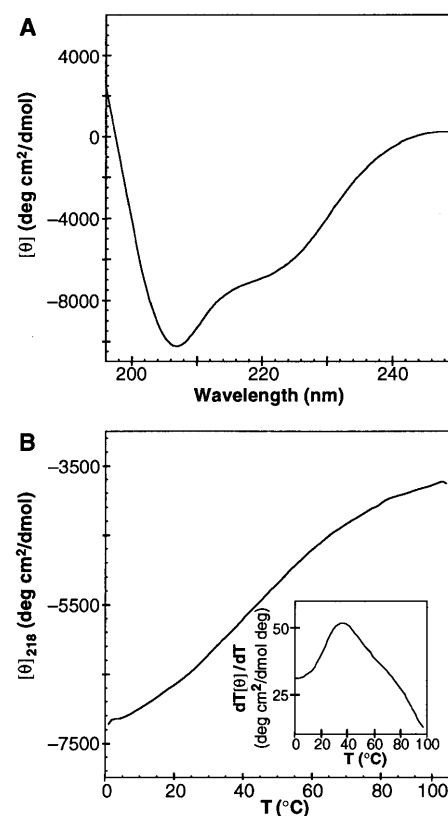 A
[θ] (deg cm²/dmol)
4000
0
−4000
−8000
200 220 240
Wavelength (nm)
B
[θ]₂₁₈ (deg cm²/dmol)
−3500
−5500
−7500
0 20 40 60 80 100
T (°C)
dT[θ]/dT
(deg cm²/dmol deg)
50
25
0 20 40 60 80 100
T (°C)